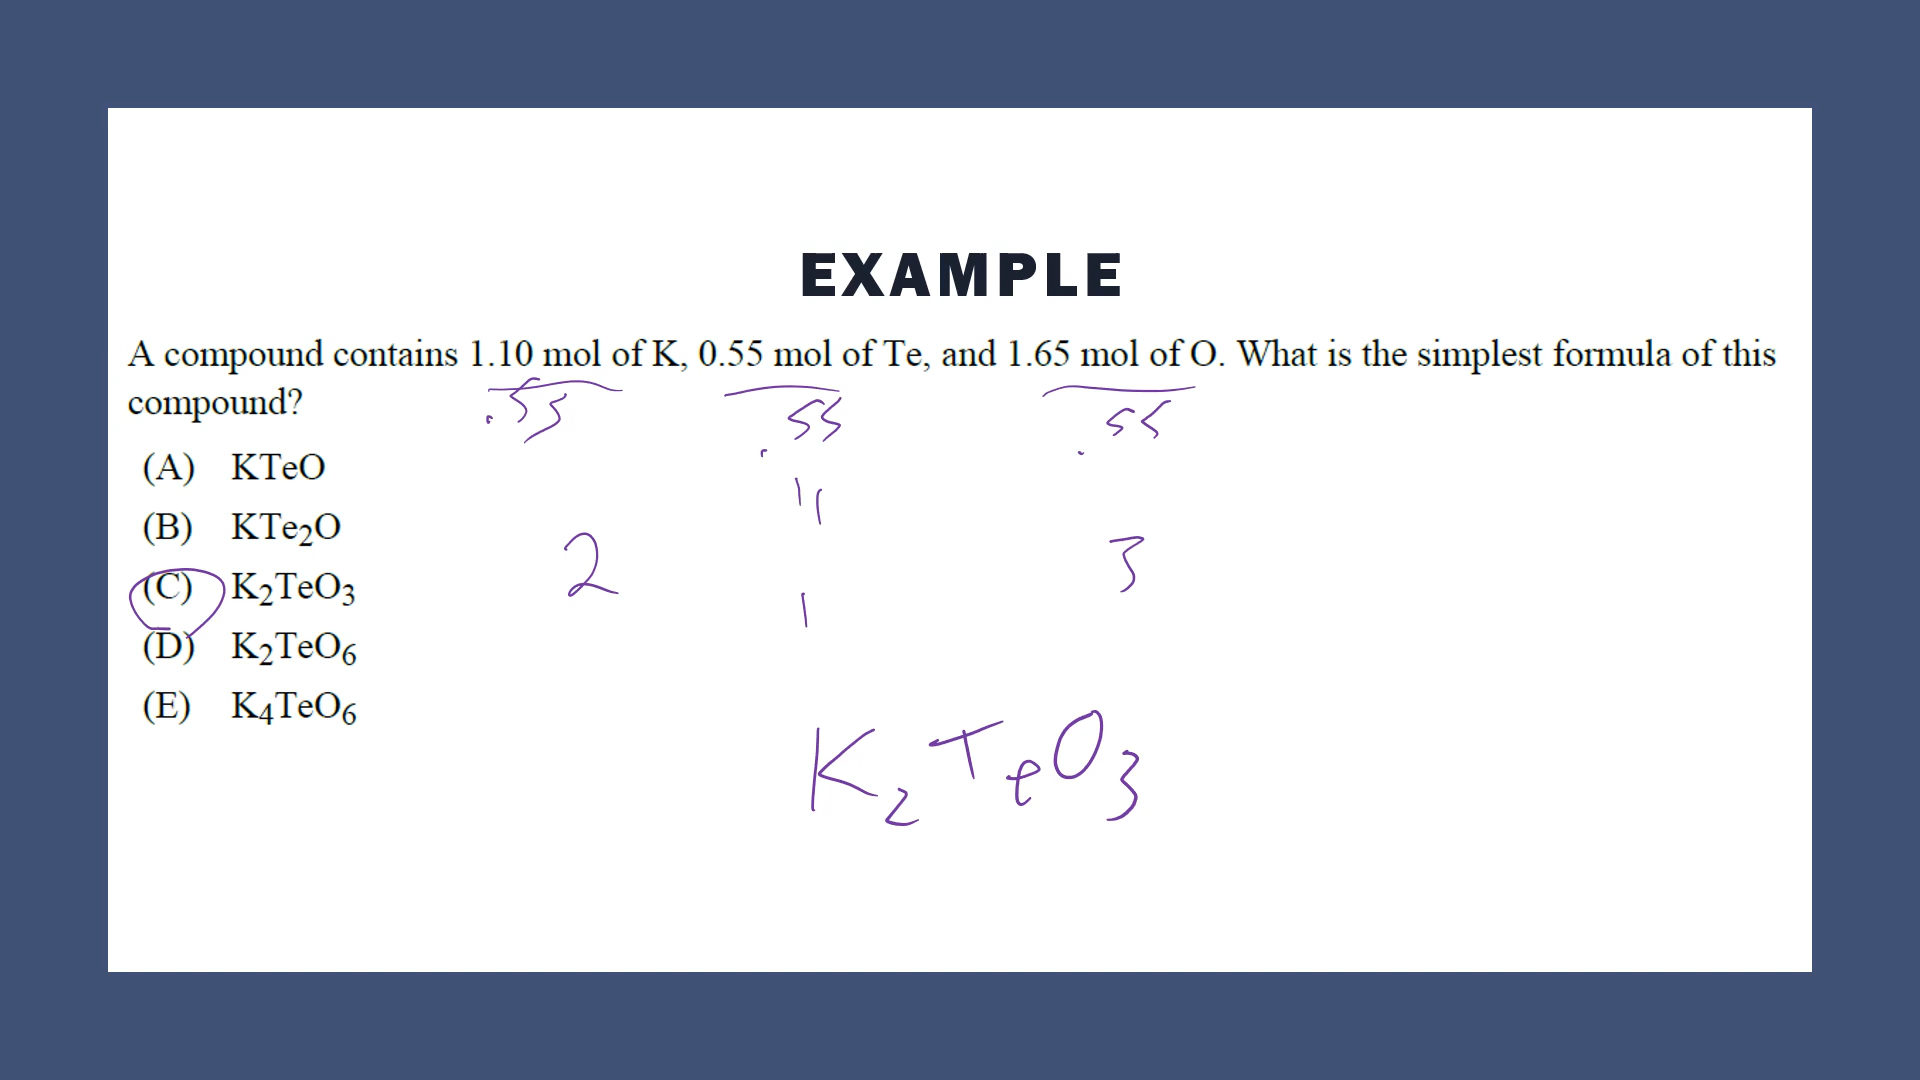 EXAMPLE
A compound contains 1.10 mol of K, 0.55 mol of Te, and 1.65 mol of O. What is the simplest formula of this
compound?
.55 .55 .55
(A) KTeO
(B) KTe₂O
(C) K₂TeO₃
(D) K₂TeO₆
(E) K₄TeO₆
2 1 3
K₂TeO₃